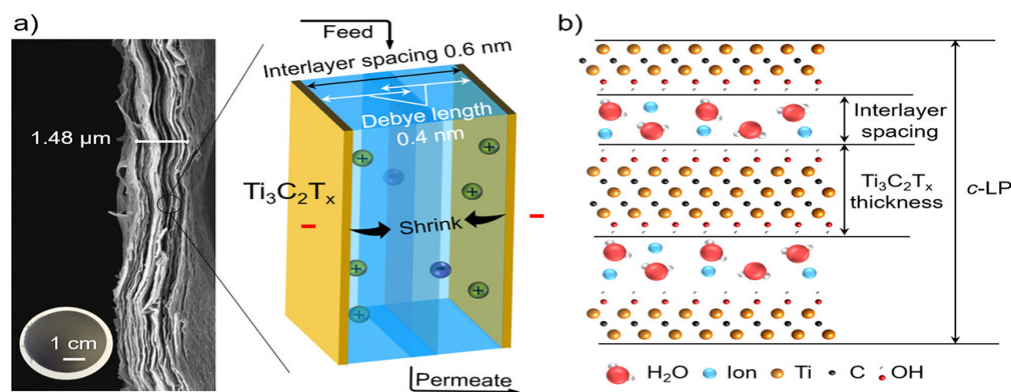 a)
Feed
Interlayer spacing 0.6 nm
Debye length
0.4 nm
1.48 μm
Ti₃C₂Tₓ
Shrink
-
-
+
+
+
+
+
+
-
-
1 cm
Permeate
b)
Interlayer
spacing
Ti₃C₂Tₓ
thickness
c-LP
H₂O Ion Ti C OH